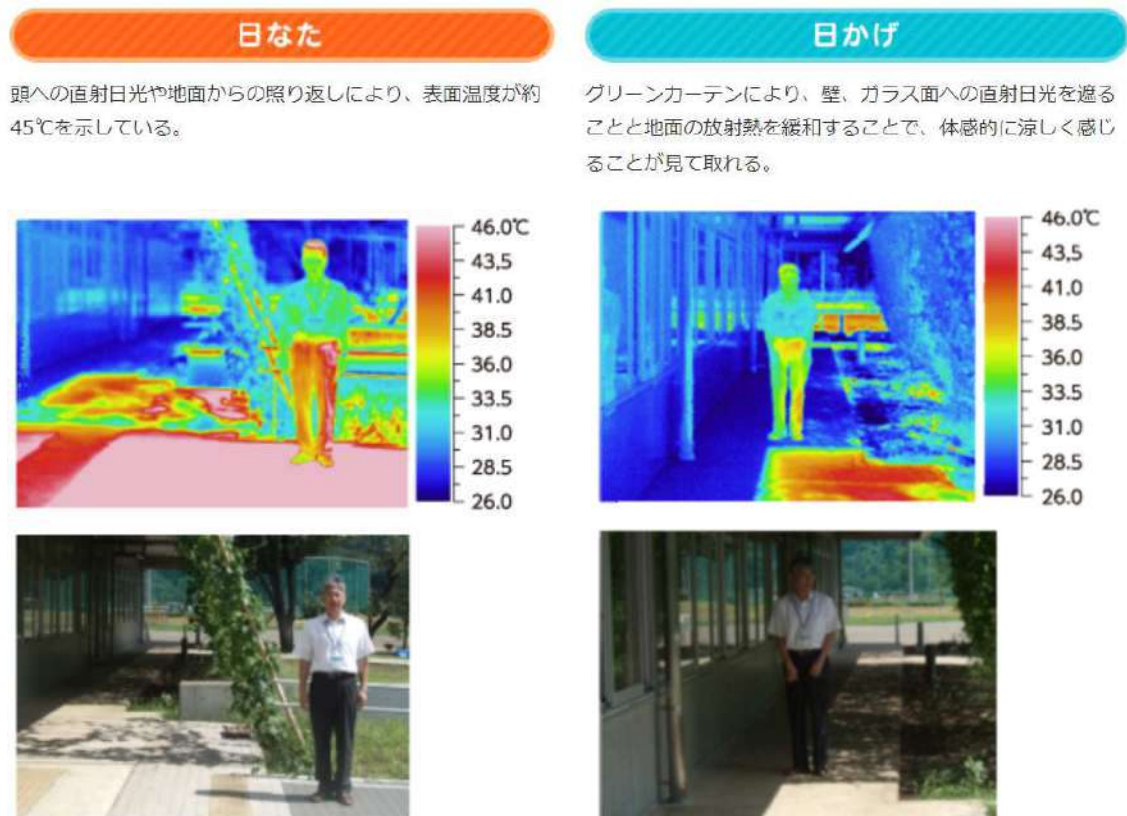 日なた
頭への直射日光や地面からの照り返しにより、表面温度が約
45℃を示している。
46.0℃
43,5
41.0
38.5
36.0
33.5
31.0
28.5
26.0
日かげ
グリーンカーテンにより、壁、ガラス面への直射日光を遮る
ことと地面の放射熱を緩和することで、体感的に涼しく感じ
ることが見て取れる。
46.0℃
43,5
41.0
38.5
36.0
33.5
31.0
28.5
26.0